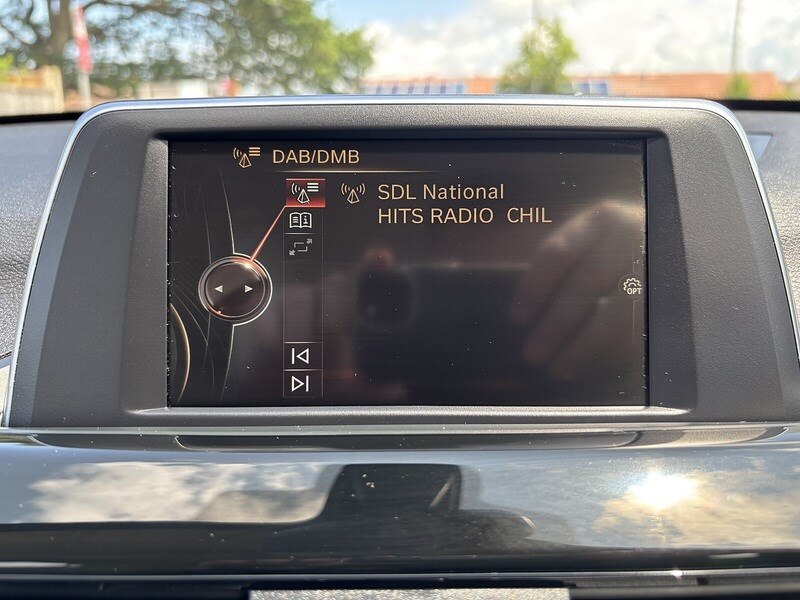 DAB/DMB
SDL National
HITS RADIO CHIL
OPT